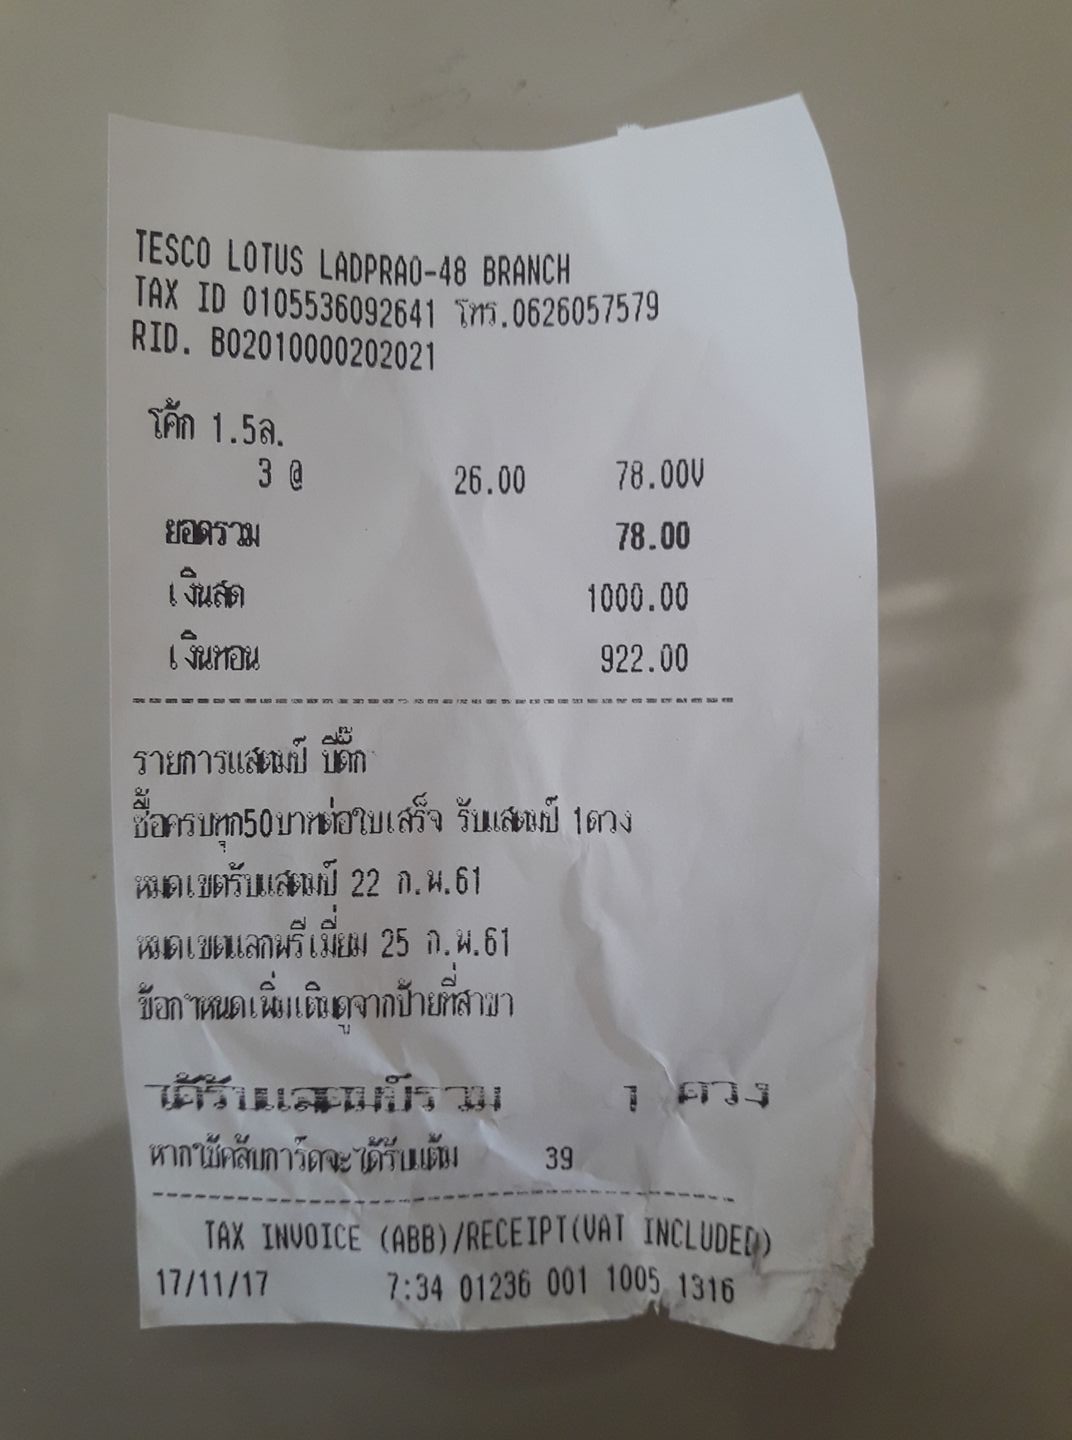 TESCO LOTUS LADPRAO-48 BRANCH
TAX ID 0105536092641 โทร.0626057579
RID. B02010000202021
โค้ก 1.5ล.
3 @ 26.00 78.00V
ยอดรวม 78.00
เงินสด 1000.00
เงินทอน 922.00
รายการแสตมป์ บี๊ดั๊ก
ซื้อครบทุก50บาทต่อใบเสร็จ รับแสตมป์ 1ดวง
หมดเขตรับแสตมป์ 22 ก.พ.61
หมดเขตแลกพรีเมี่ยม 25 ก.พ.61
ข้อกำหนดเพิ่มเติมดูจากป้ายที่สาขา
ได้รับแสตมป์รวม 1 ดวง
หากใช้คลับการ์ดจะได้รับแต้ม 39
TAX INVOICE (ABB)/RECEIPT(VAT INCLUDED)
17/11/17 7:34 01236 001 1005 1316